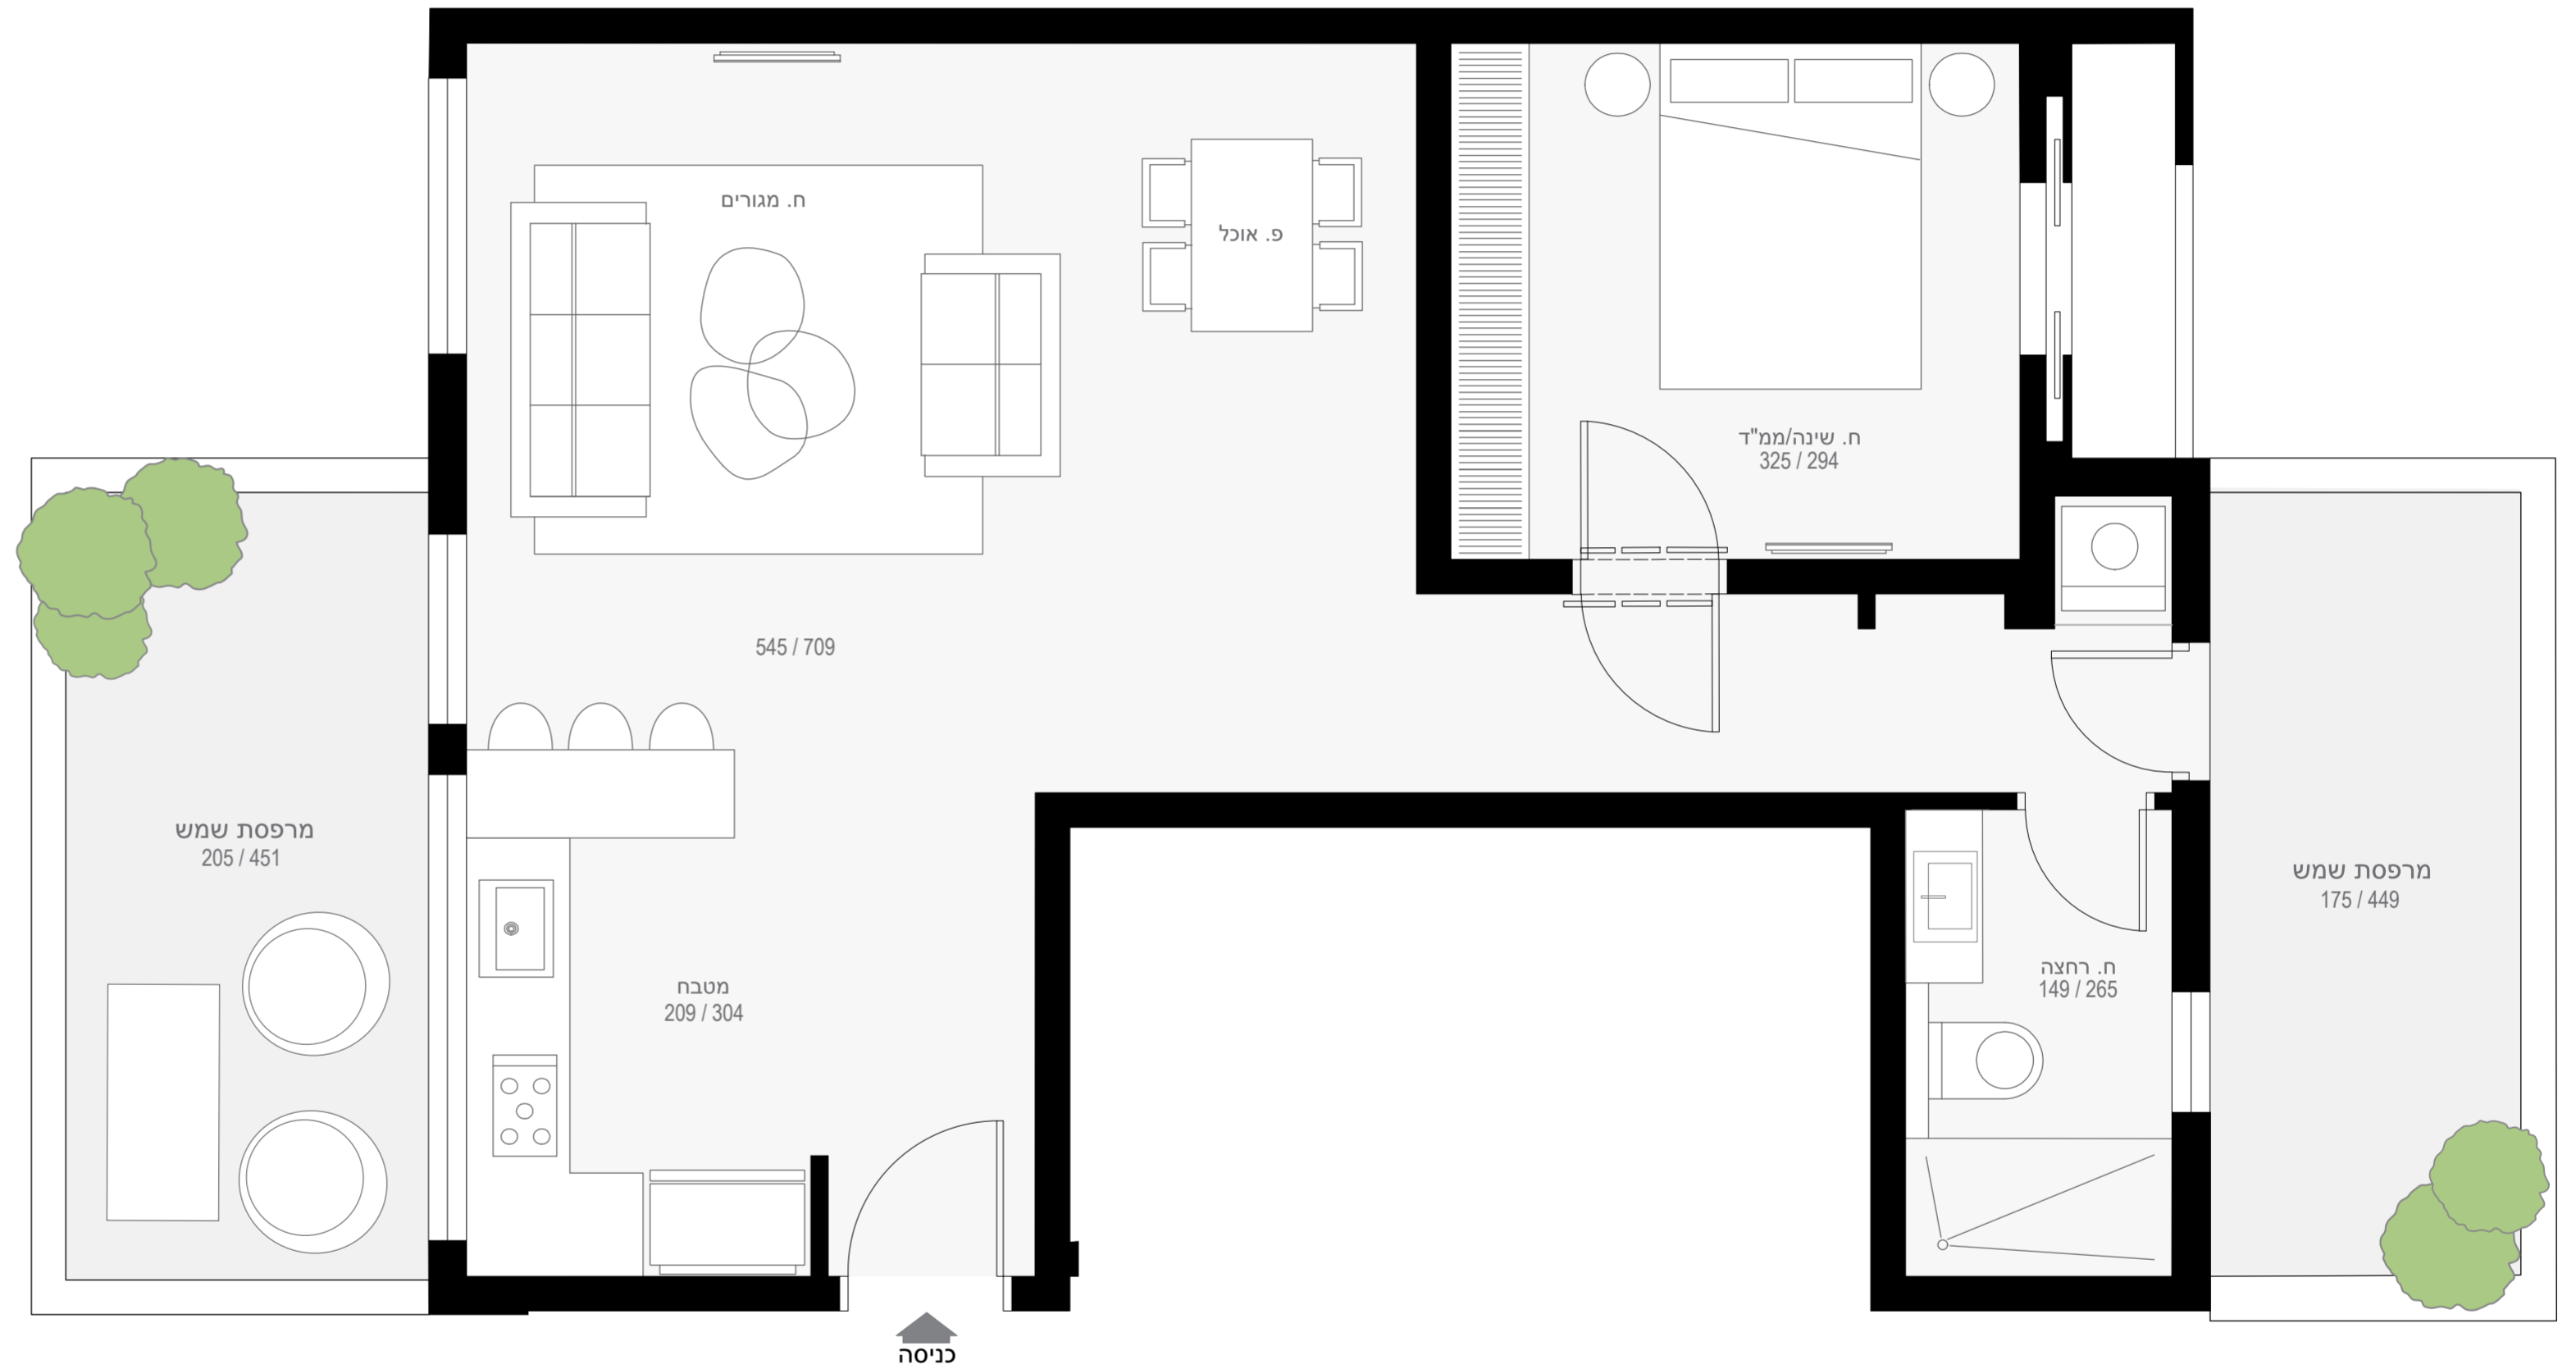 ח. מגורים
פ. אוכל
ח. שינה/ממ"ד
325 / 294
545 / 709
מרפסת שמש
205 / 451
מטבח
209 / 304
ח. רחצה
149 / 265
מרפסת שמש
175 / 449
כניסה